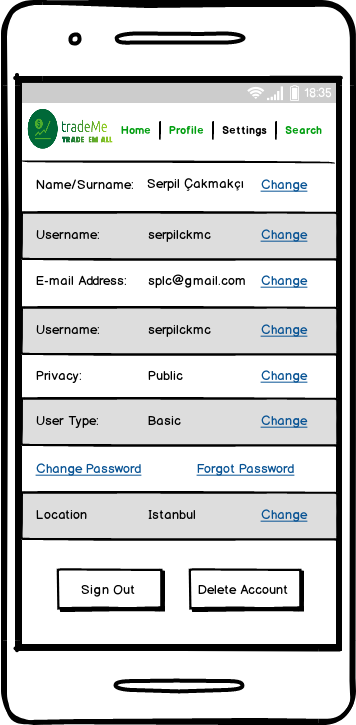 18:35
tradeMe
TRADE EM ALL
Home Profile Settings Search
Name/Surname: Serpil Çakmakçı Change
Username: serpilckmc Change
E-mail Address: splc@gmail.com Change
Username: serpilckmc Change
Privacy: Public Change
User Type: Basic Change
Change Password Forgot Password
Location Istanbul Change
Sign Out Delete Account